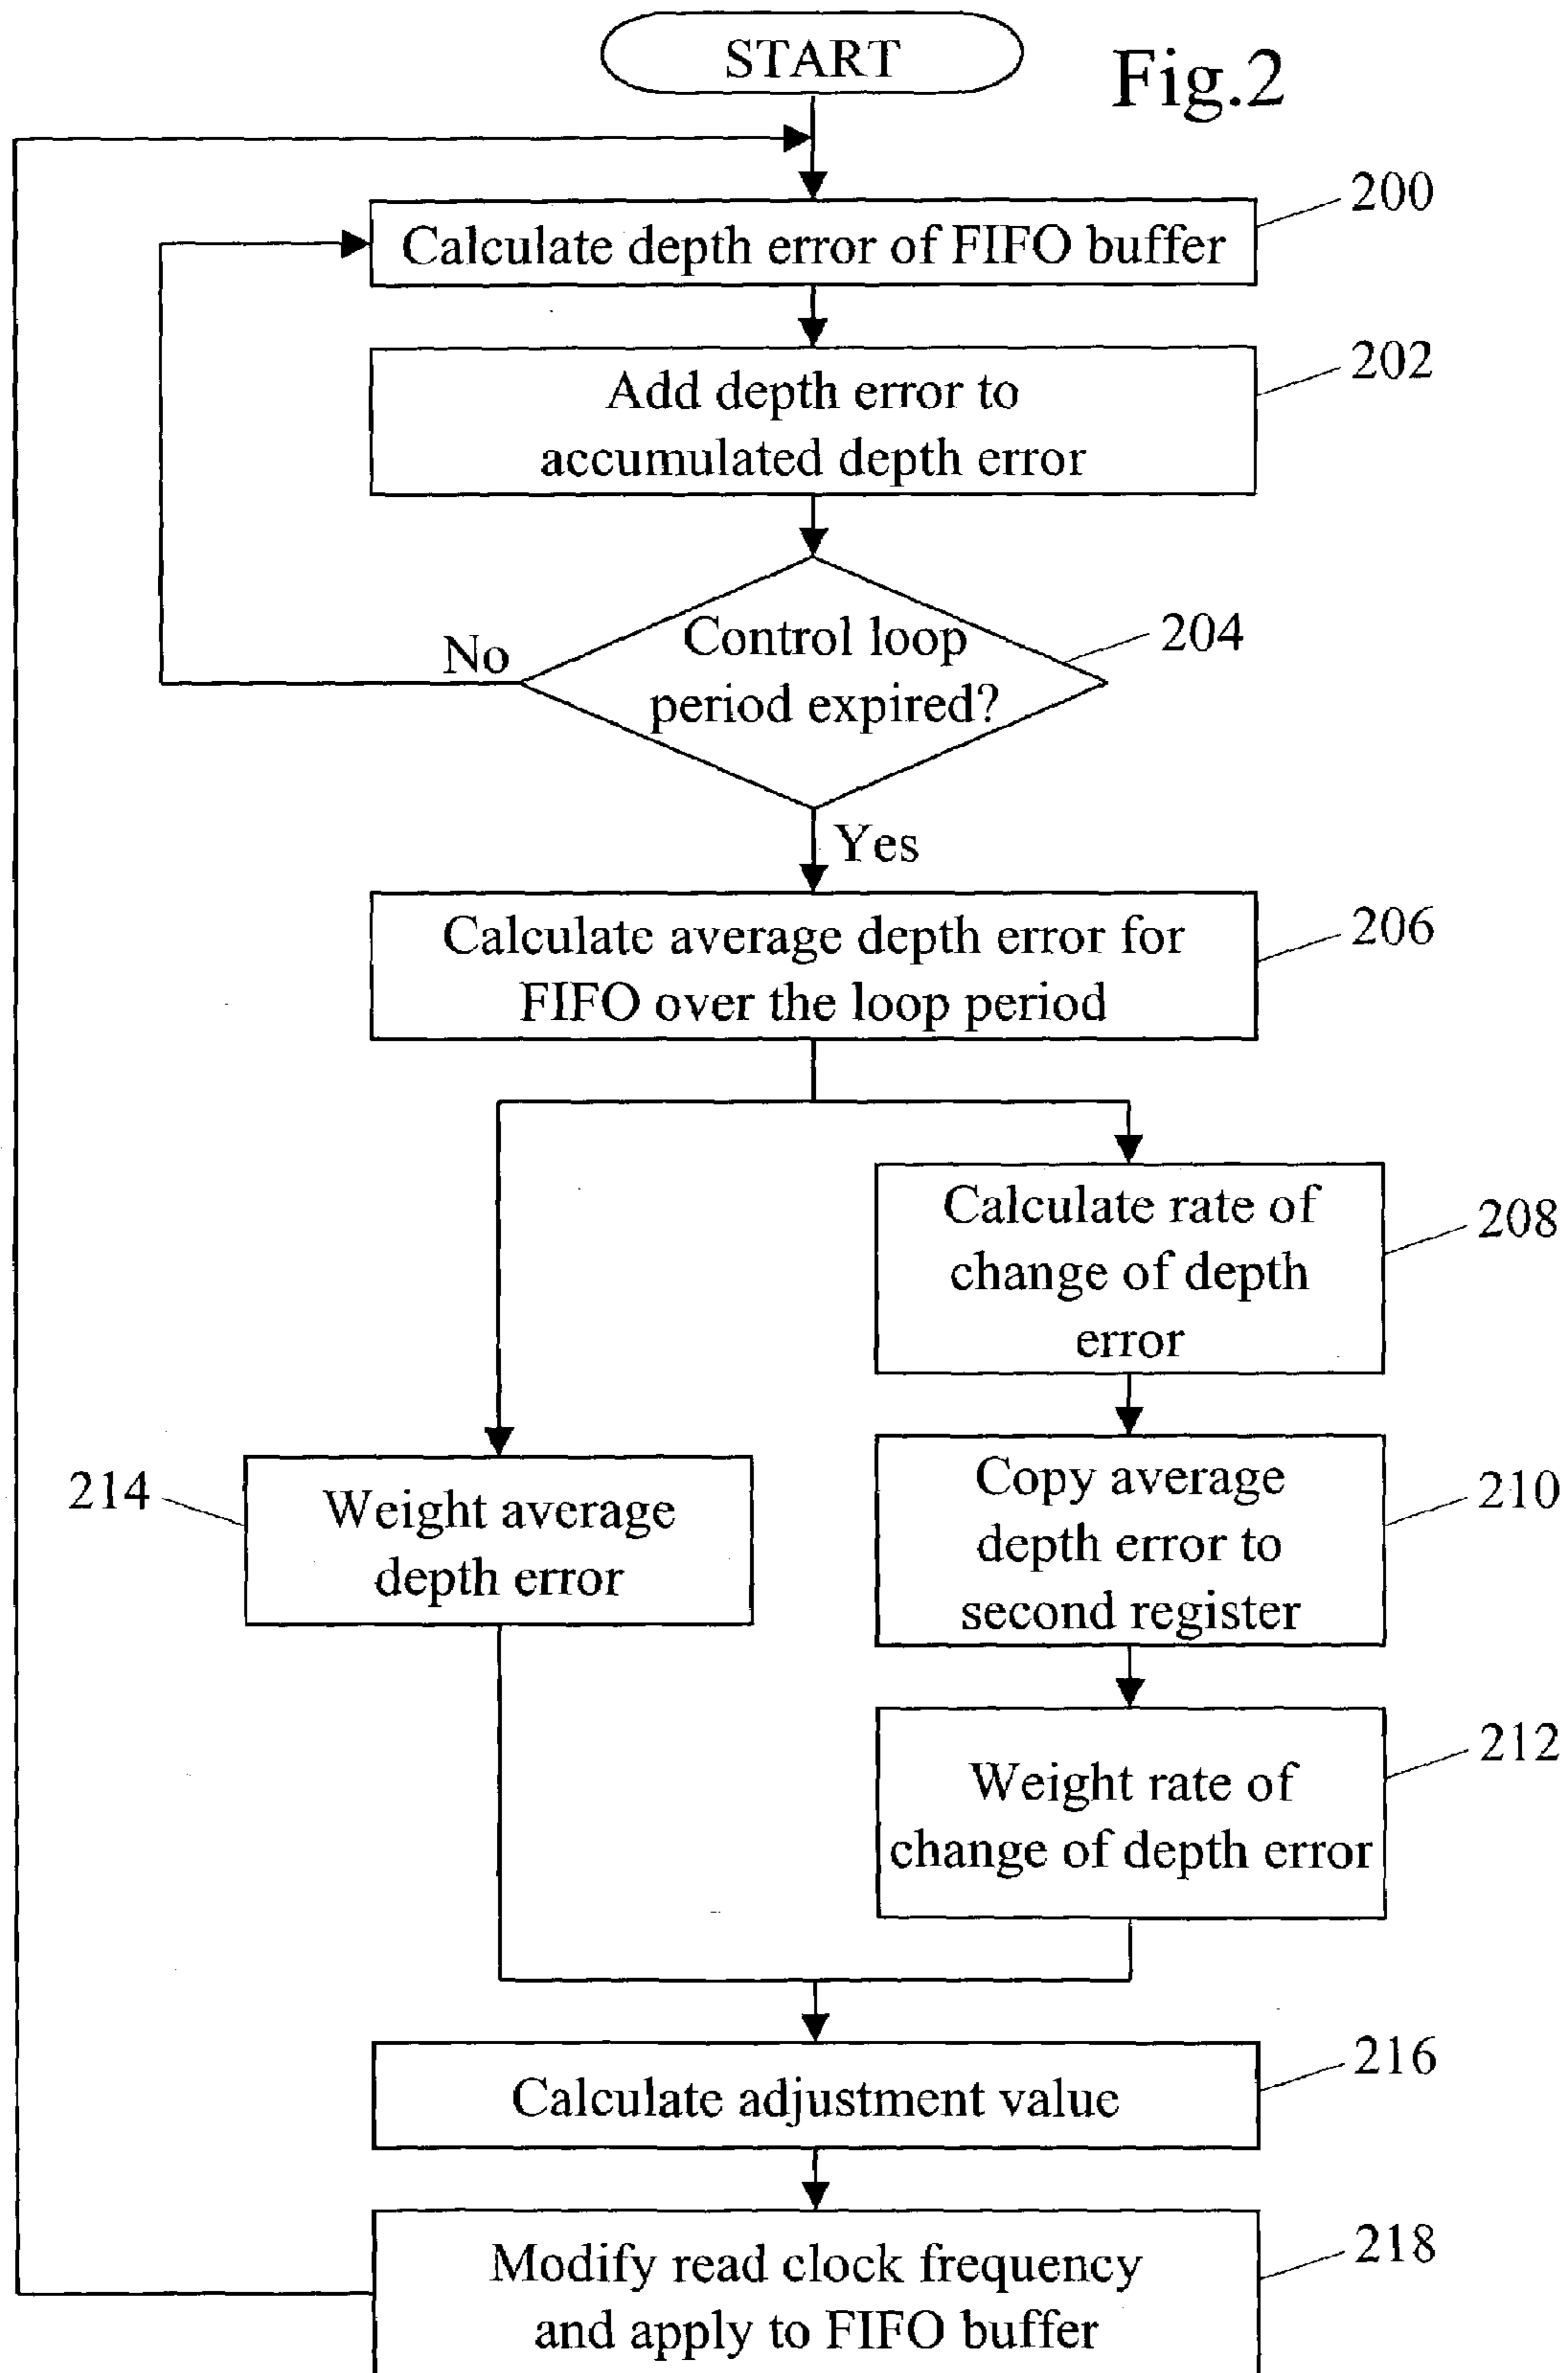 START
Fig.2
200
Calculate depth error of FIFO buffer
202
Add depth error to
accumulated depth error
204
Control loop
period expired?
No
Yes
206
Calculate average depth error for
FIFO over the loop period
208
Calculate rate of
change of depth
error
210
Copy average
depth error to
second register
214
Weight average
depth error
212
Weight rate of
change of depth error
216
Calculate adjustment value
218
Modify read clock frequency
and apply to FIFO buffer